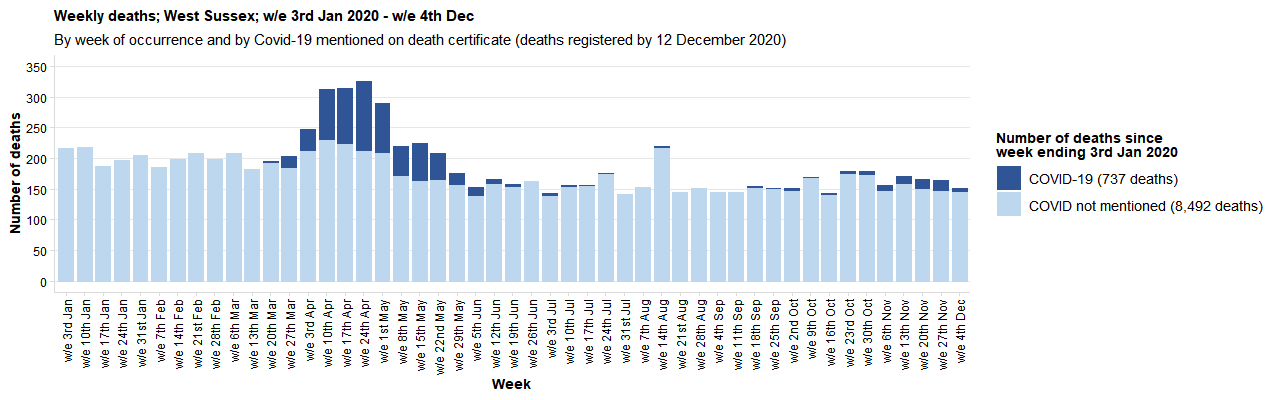 Weekly deaths; West Sussex; w/e 3rd Jan 2020 - w/e 4th Dec
By week of occurrence and by Covid-19 mentioned on death certificate (deaths registered by 12 December 2020)
Number of deaths
350
300
250
200
150
100
50
0
w/e 3rd Jan
w/e 10th Jan
w/e 17th Jan
w/e 24th Jan
w/e 31st Jan
w/e 7th Feb
w/e 14th Feb
w/e 21st Feb
w/e 28th Feb
w/e 6th Mar
w/e 13th Mar
w/e 20th Mar
w/e 27th Mar
w/e 3rd Apr
w/e 10th Apr
w/e 17th Apr
w/e 24th Apr
w/e 1st May
w/e 8th May
w/e 15th May
w/e 22nd May
w/e 29th May
w/e 5th Jun
w/e 12th Jun
w/e 19th Jun
w/e 26th Jun
w/e 3rd Jul
w/e 10th Jul
w/e 17th Jul
w/e 24th Jul
w/e 31st Jul
w/e 7th Aug
w/e 14th Aug
w/e 21st Aug
w/e 28th Aug
w/e 4th Sep
w/e 11th Sep
w/e 18th Sep
w/e 25th Sep
w/e 2nd Oct
w/e 9th Oct
w/e 16th Oct
w/e 23rd Oct
w/e 30th Oct
w/e 6th Nov
w/e 13th Nov
w/e 20th Nov
w/e 27th Nov
w/e 4th Dec
Week
Number of deaths since
week ending 3rd Jan 2020
COVID-19 (737 deaths)
COVID not mentioned (8,492 deaths)